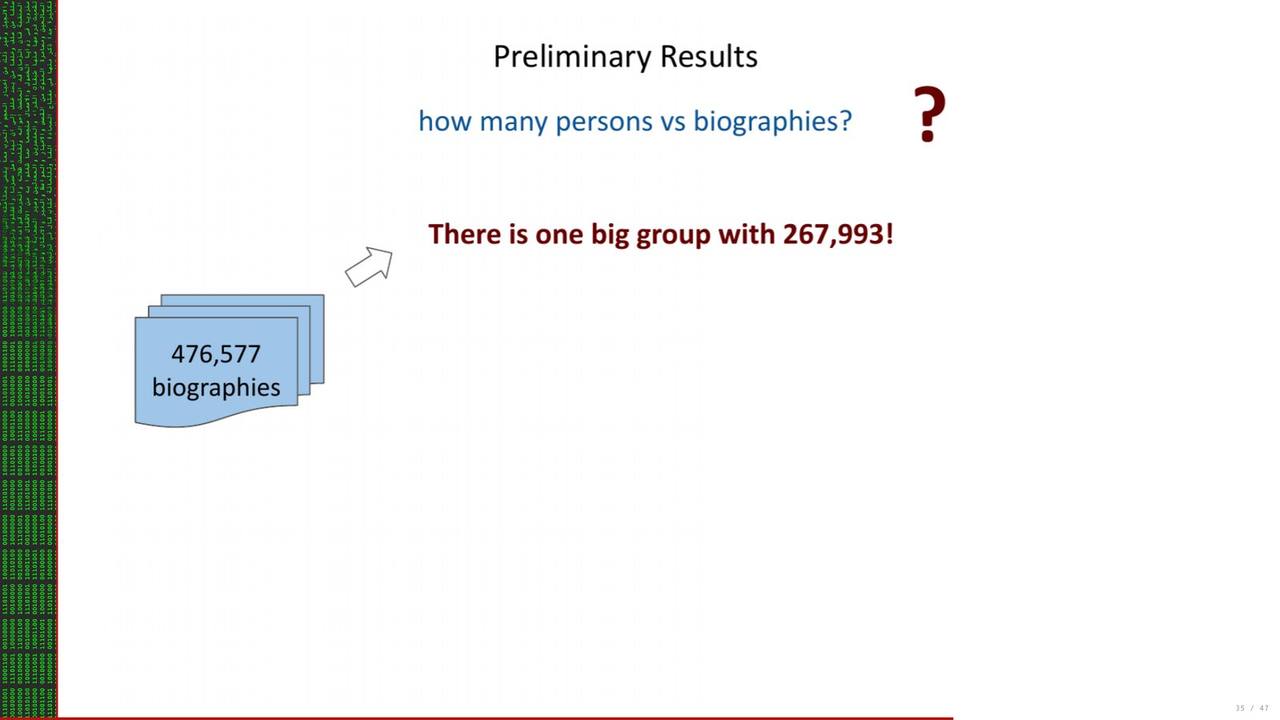 Preliminary Results
how many persons vs biographies?
?
There is one big group with 267,993!
476,577
biographies
35 / 47